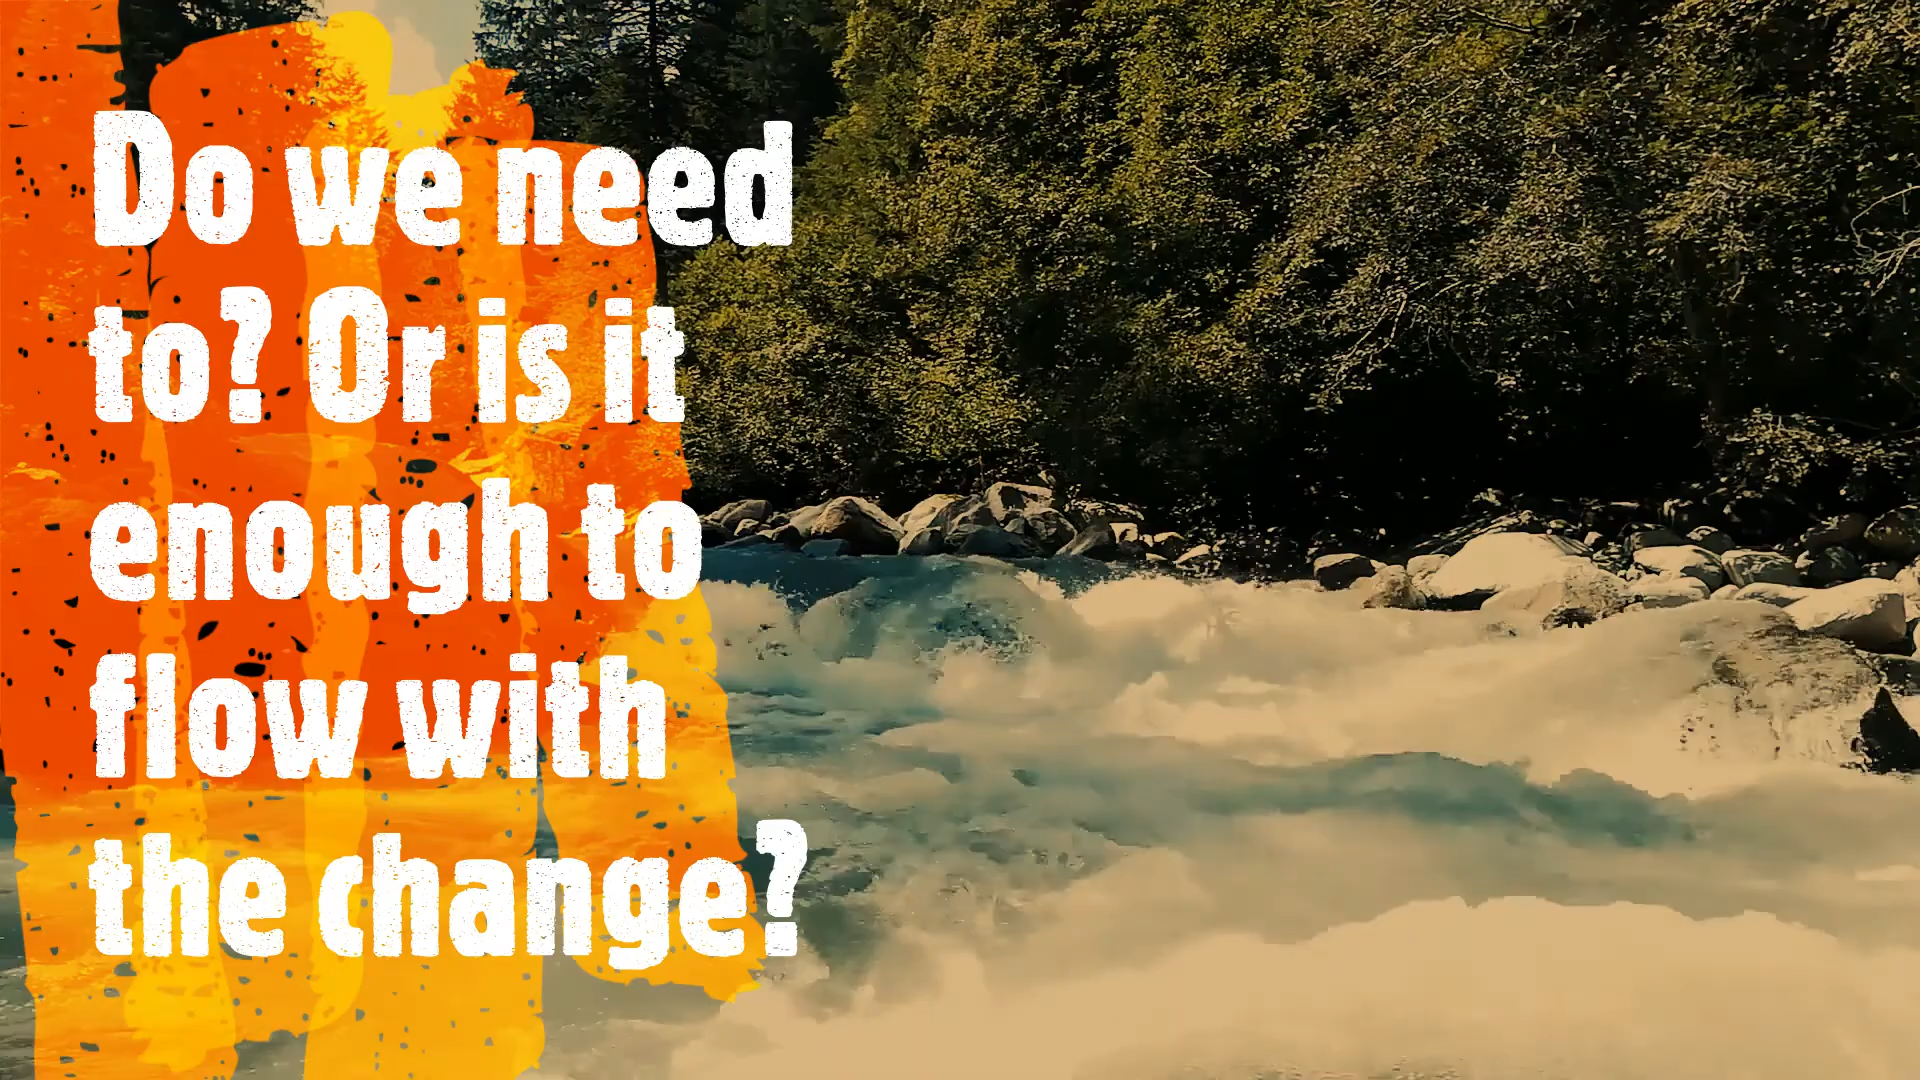 Do we need
to? Or is it
enough to
flow with
the change?